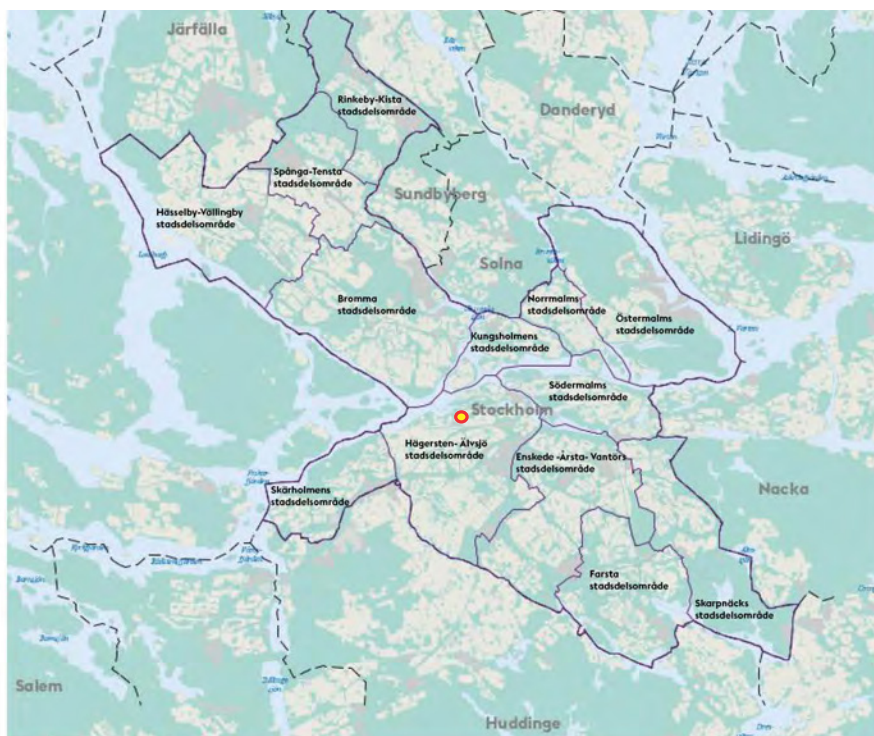 Järfälla
Rinkeby-Kista
stadsdelsområde
Danderyd
Spånga-Tensta
stadsdelsområde
Sundbyberg
Hässelby-Vällingby
stadsdelsområde
Lidingö
Solna
Bromma
stadsdelsområde
Norrmalms
stadsdelsområde
Östermalms
stadsdelsområde
Kungsholmens
stadsdelsområde
Södermalms
stadsdelsområde
Stockholm
Hägersten- Älvsjö
stadsdelsområde
Enskede -Årsta- Vantörs
stadsdelsområde
Skärholmens
stadsdelsområde
Nacka
Farsta
stadsdelsområde
Skarpnäcks
stadsdelsområde
Salem
Huddinge